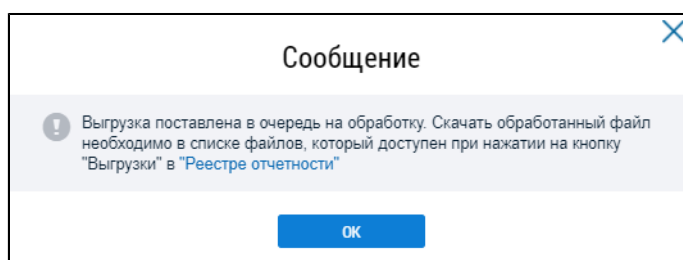 Сообщение
Выгрузка поставлена в очередь на обработку. Скачать обработанный файл
необходимо в списке файлов, который доступен при нажатии на кнопку
"Выгрузки" в "Реестре отчетности"
ОК